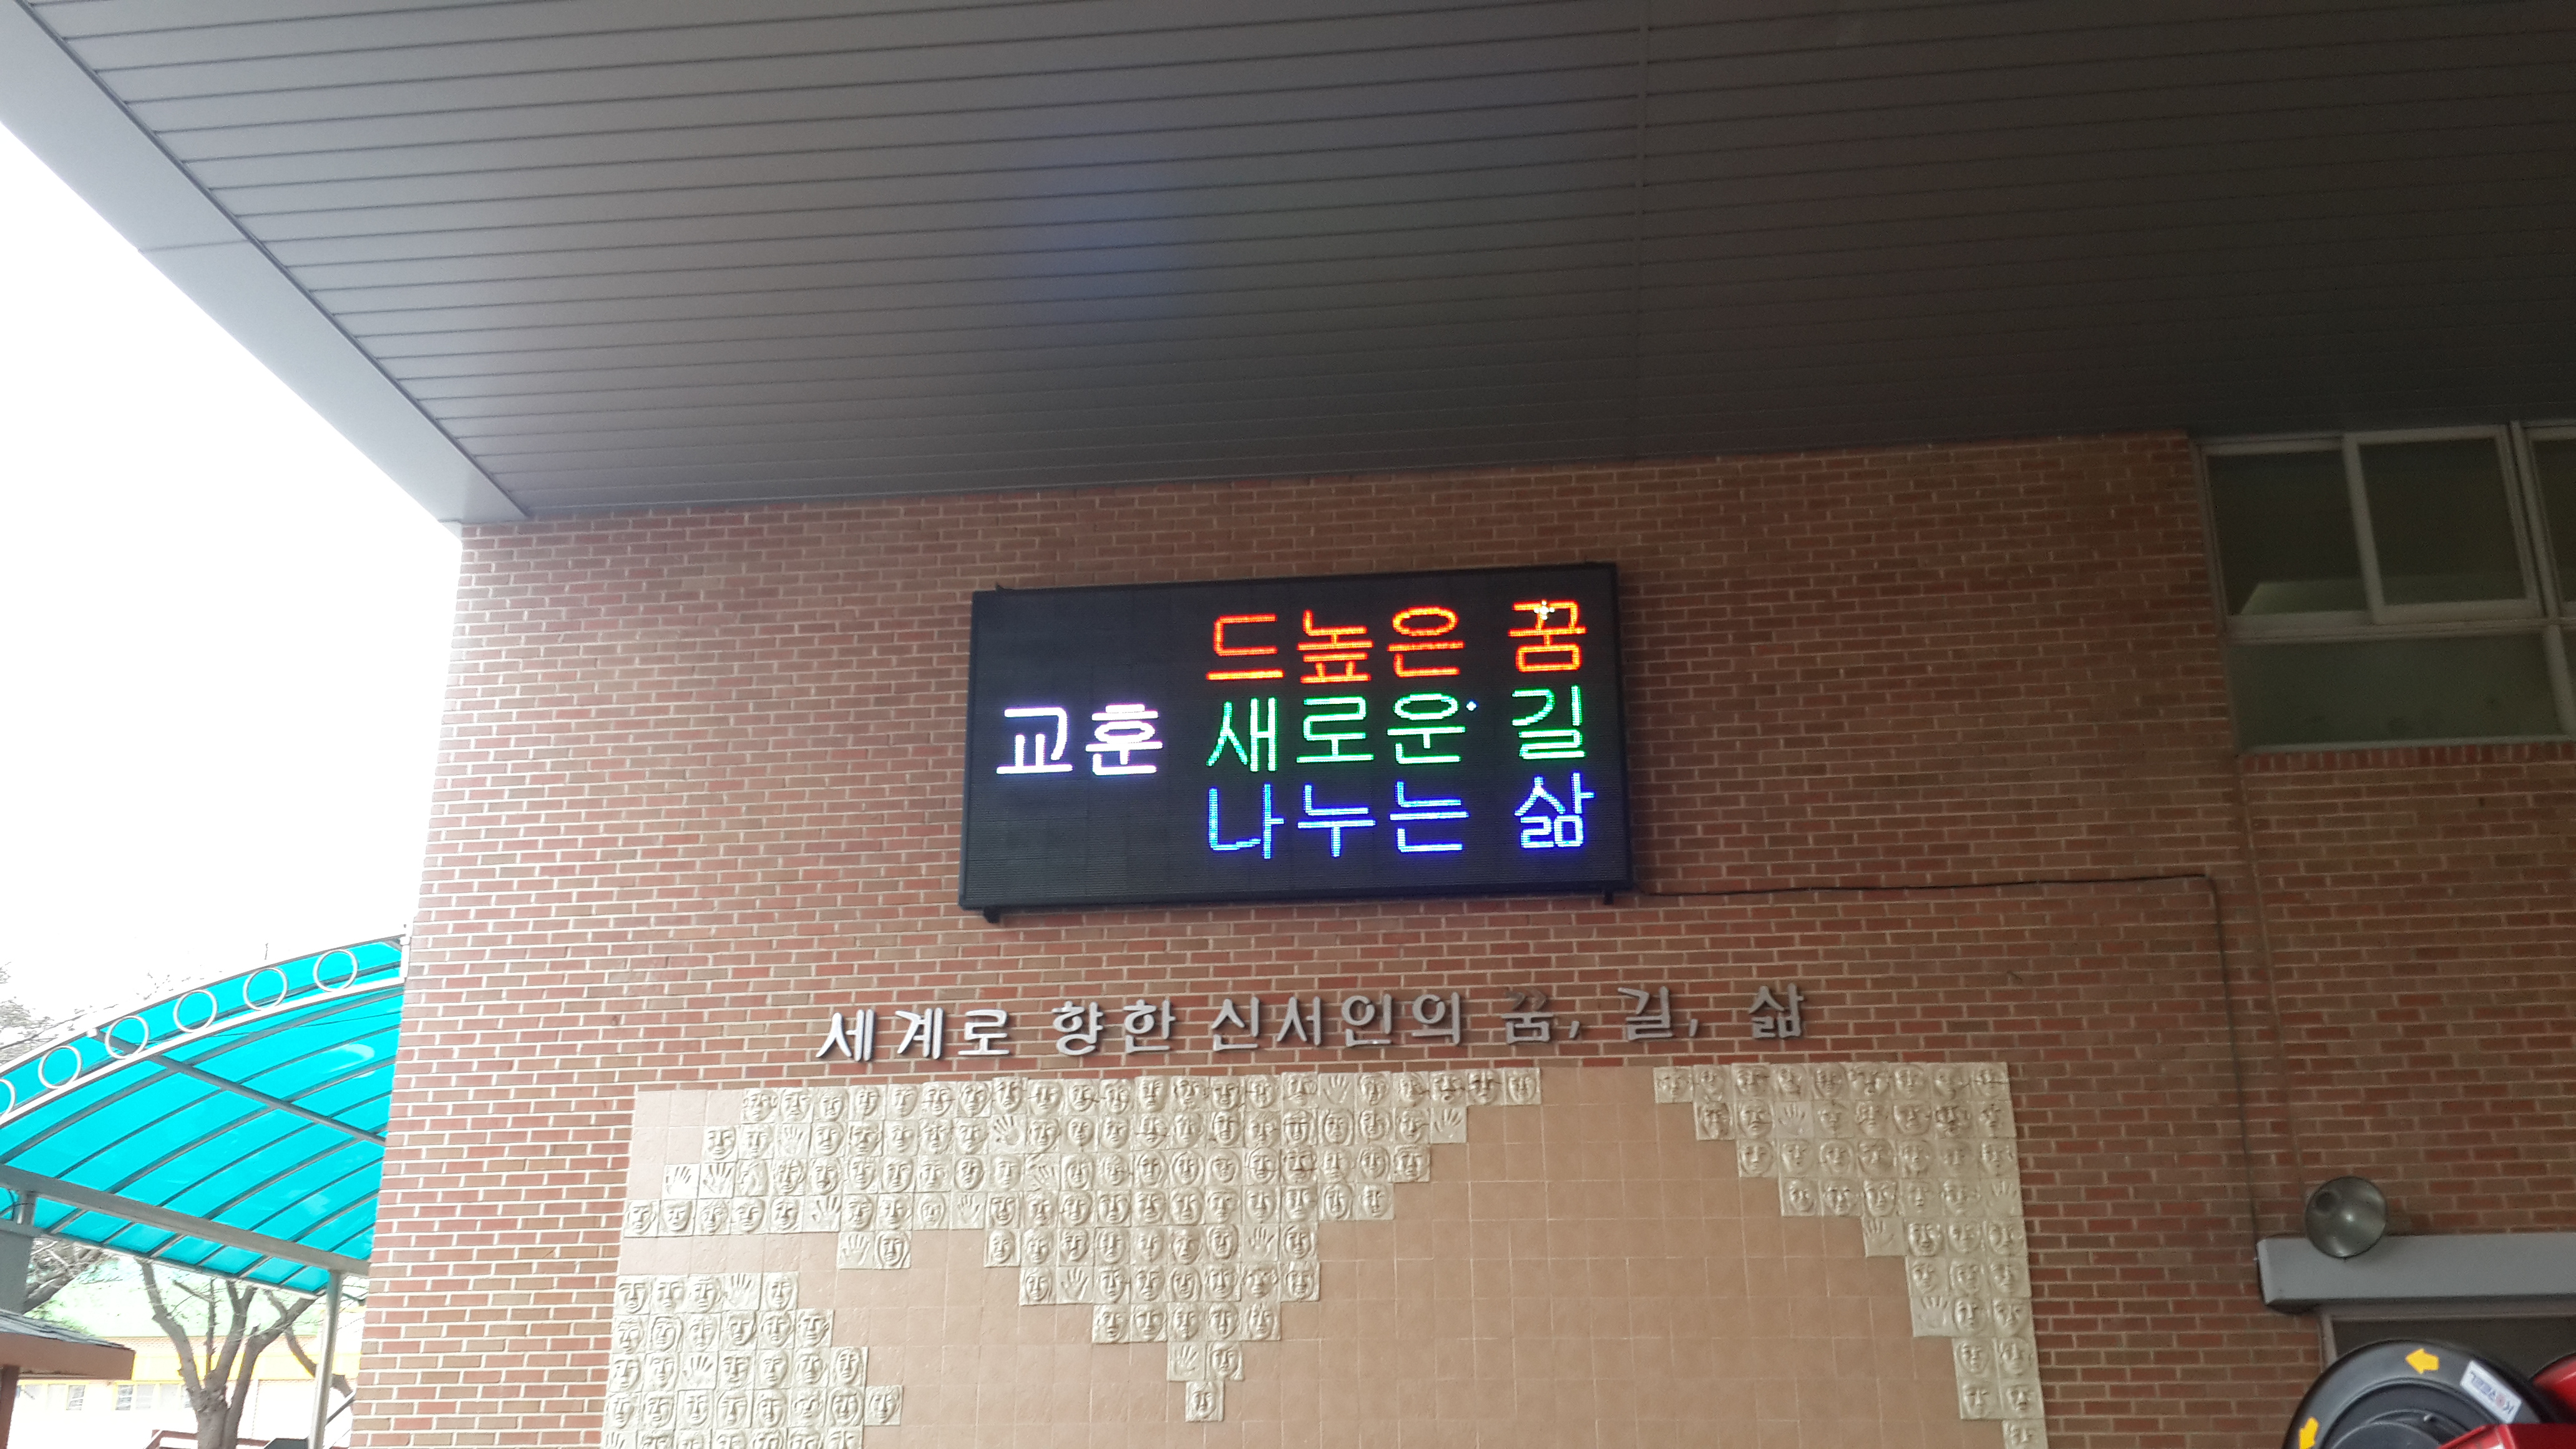 드높은 꿈
교훈 새로운 길
나누는 삶
세계로 향한 신서인의 꿈, 길, 삶